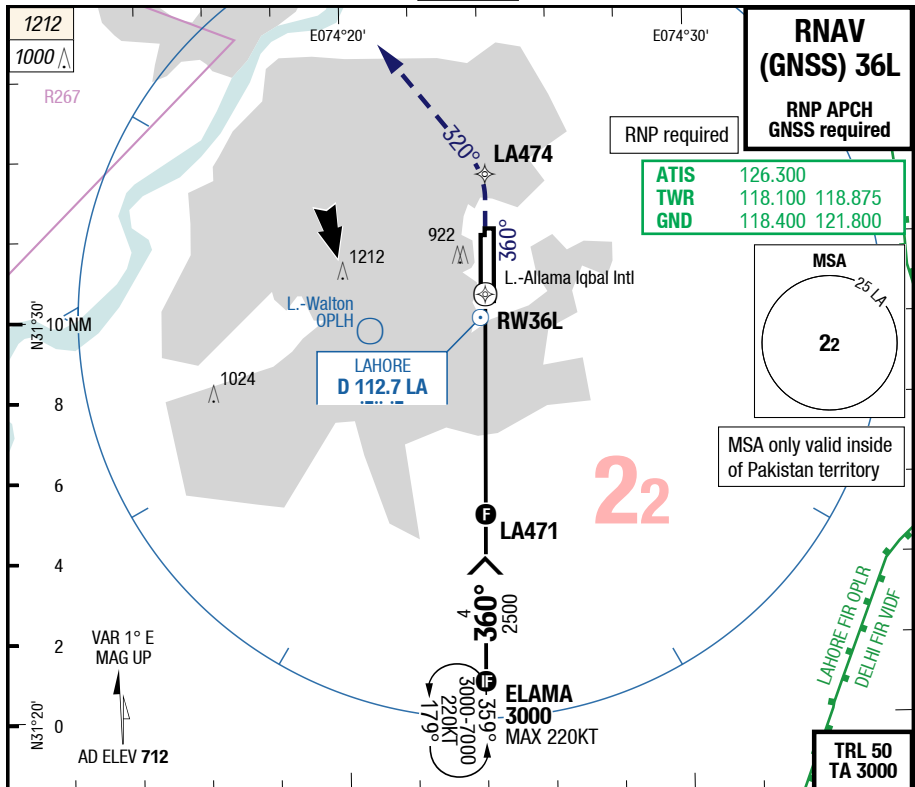 1212
1000
E074°20'
E074°30'
RNAV
(GNSS) 36L
RNP APCH
GNSS required
R267
RNP required
320°
LA474
ATIS 126.300
TWR 118.100 118.875
GND 118.400 121.800
360°
922
1212
L.-Allama Iqbal Intl
MSA
25 LA
22
N31°30'
10 NM
L.-Walton
OPLH
RW36L
LAHORE
D 112.7 LA
1024
8
MSA only valid inside
of Pakistan territory
6
22
LA471
4
4
360°
2500
2
VAR 1° E
MAG UP
LAHORE FIR OPLR
DELHI FIR VIDF
IF
F
ELAMA
3000
MAX 220KT
359°
3000-7000
220KT
179°
N31°20'
0
AD ELEV 712
TRL 50
TA 3000